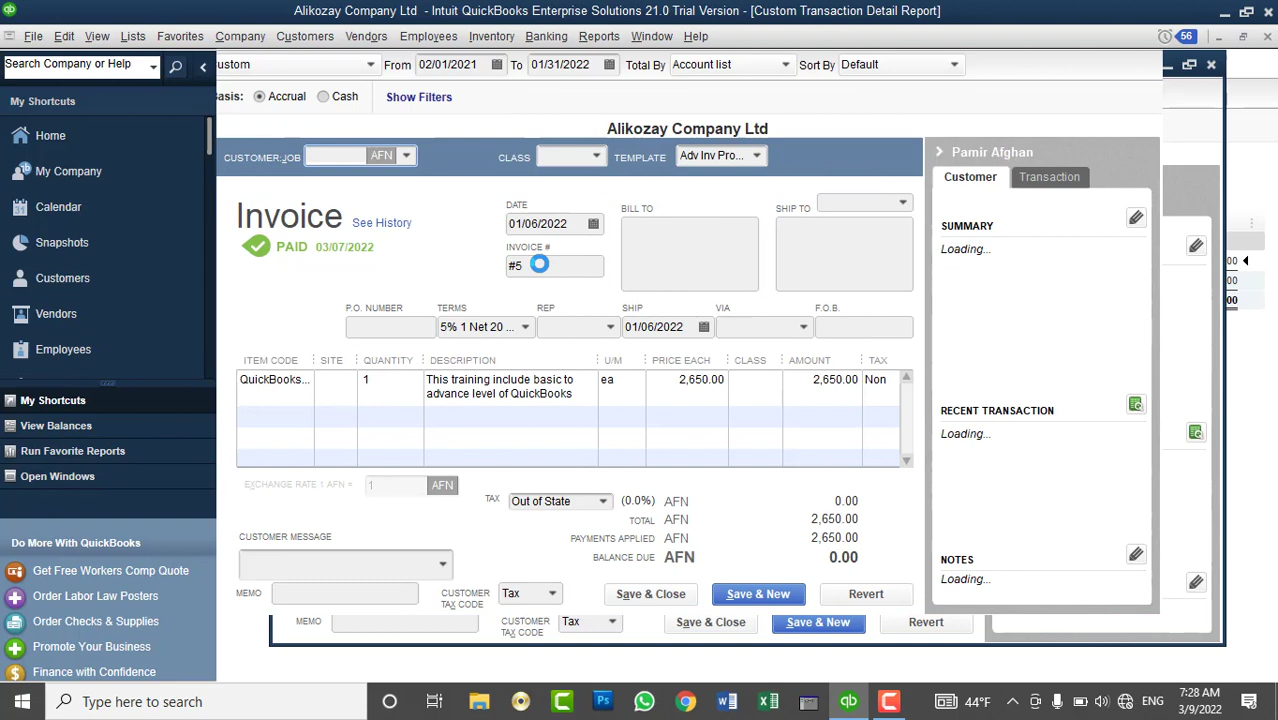 Alikozay Company Ltd - Intuit QuickBooks Enterprise Solutions 21.0 Trial Version - [Custom Transaction Detail Report]
File Edit View Lists Favorites Company Customers Vendors Employees Inventory Banking Reports Window Help 56
Search Company or Help
ustom From 02/01/2021 To 01/31/2022 Total By Account list Sort By Default
My Shortcuts
asis: Accrual Cash Show Filters
Home
My Company
Calendar
Snapshots
Customers
Vendors
Employees
My Shortcuts
View Balances
Run Favorite Reports
Open Windows
Do More With QuickBooks
Get Free Workers Comp Quote
Order Labor Law Posters
Order Checks & Supplies
Promote Your Business
Finance with Confidence
Alikozay Company Ltd
CUSTOMER:JOB AFN CLASS TEMPLATE Adv Inv Pro...
Invoice See History
PAID 03/07/2022
DATE
01/06/2022
INVOICE #
#5
BILL TO SHIP TO
P.O. NUMBER TERMS REP SHIP VIA F.O.B.
5% 1 Net 20 ... 01/06/2022
ITEM CODE SITE QUANTITY DESCRIPTION U/M PRICE EACH CLASS AMOUNT TAX
QuickBooks... 1 This training include basic to ea 2,650.00 2,650.00 Non
advance level of QuickBooks
EXCHANGE RATE 1 AFN = 1 AFN
TAX Out of State (0.0%) AFN 0.00
TOTAL AFN 2,650.00
PAYMENTS APPLIED AFN 2,650.00
BALANCE DUE AFN 0.00
CUSTOMER MESSAGE
MEMO CUSTOMER TAX CODE Tax Save & Close Save & New Revert
MEMO CUSTOMER TAX CODE Tax Save & Close Save & New Revert
Pamir Afghan
Customer Transaction
SUMMARY
Loading...
RECENT TRANSACTION
Loading...
NOTES
Loading...
00
00
00
Type here to search
44°F ENG 7:28 AM
3/9/2022